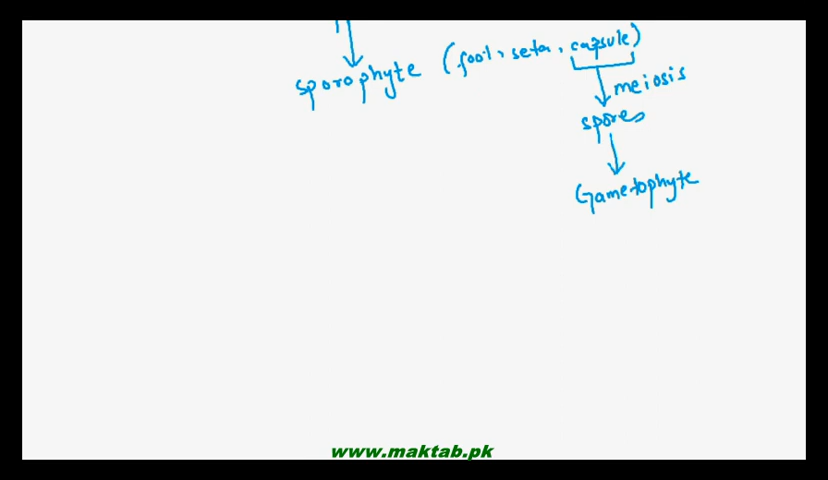 sporophyte (foot, seta, capsule)
meiosis
spores
Gametophyte
www.maktab.pk